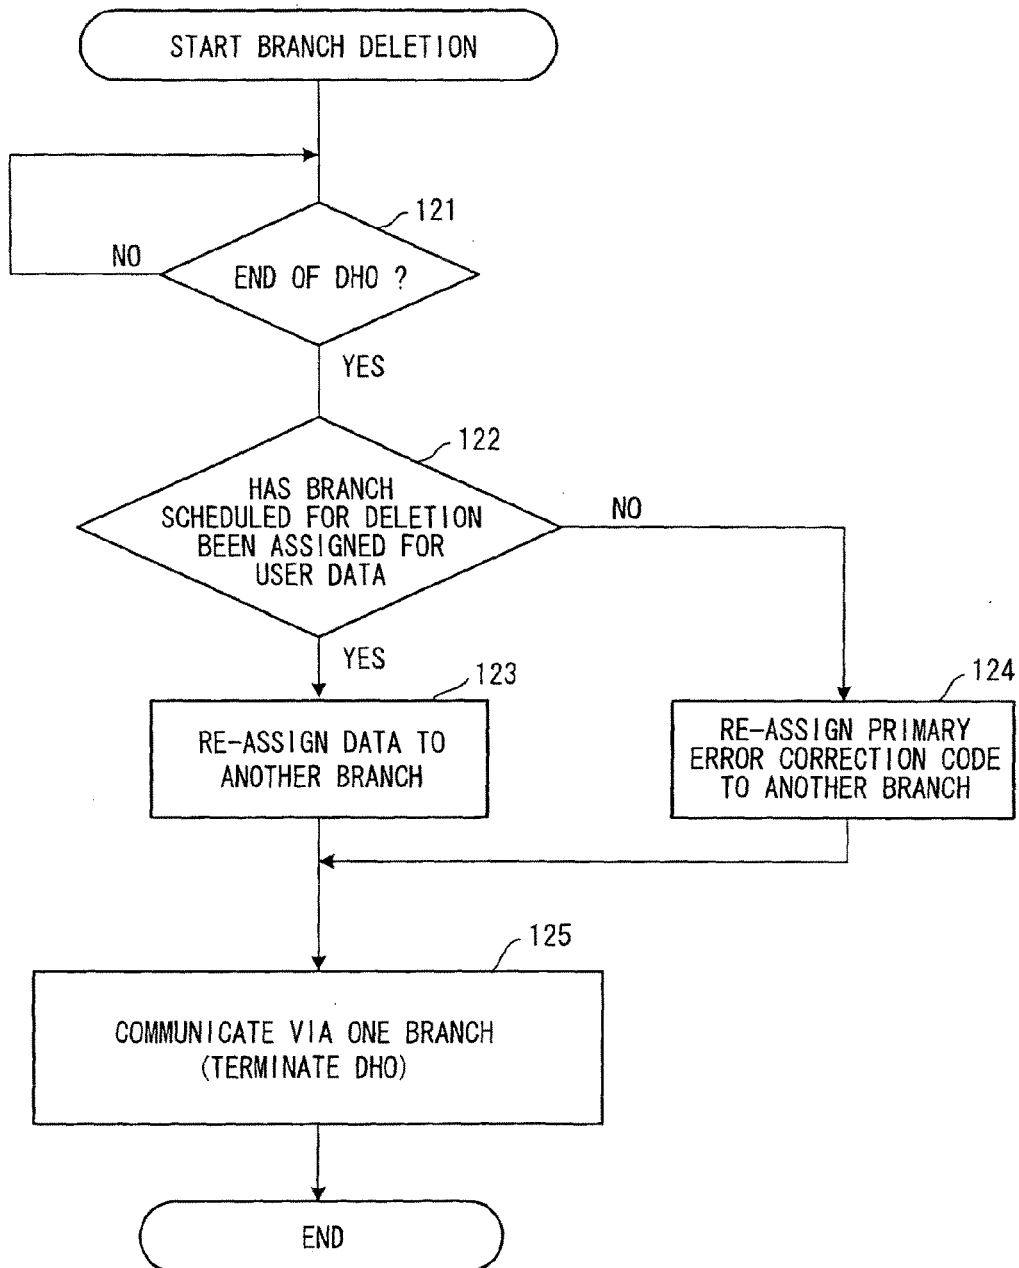 START BRANCH DELETION
121
NO
END OF DHO ?
YES
122
HAS BRANCH
SCHEDULED FOR DELETION
BEEN ASSIGNED FOR
USER DATA
NO
YES
123
124
RE-ASSIGN DATA TO
ANOTHER BRANCH
RE-ASSIGN PRIMARY
ERROR CORRECTION CODE
TO ANOTHER BRANCH
125
COMMUNICATE VIA ONE BRANCH
(TERMINATE DHO)
END